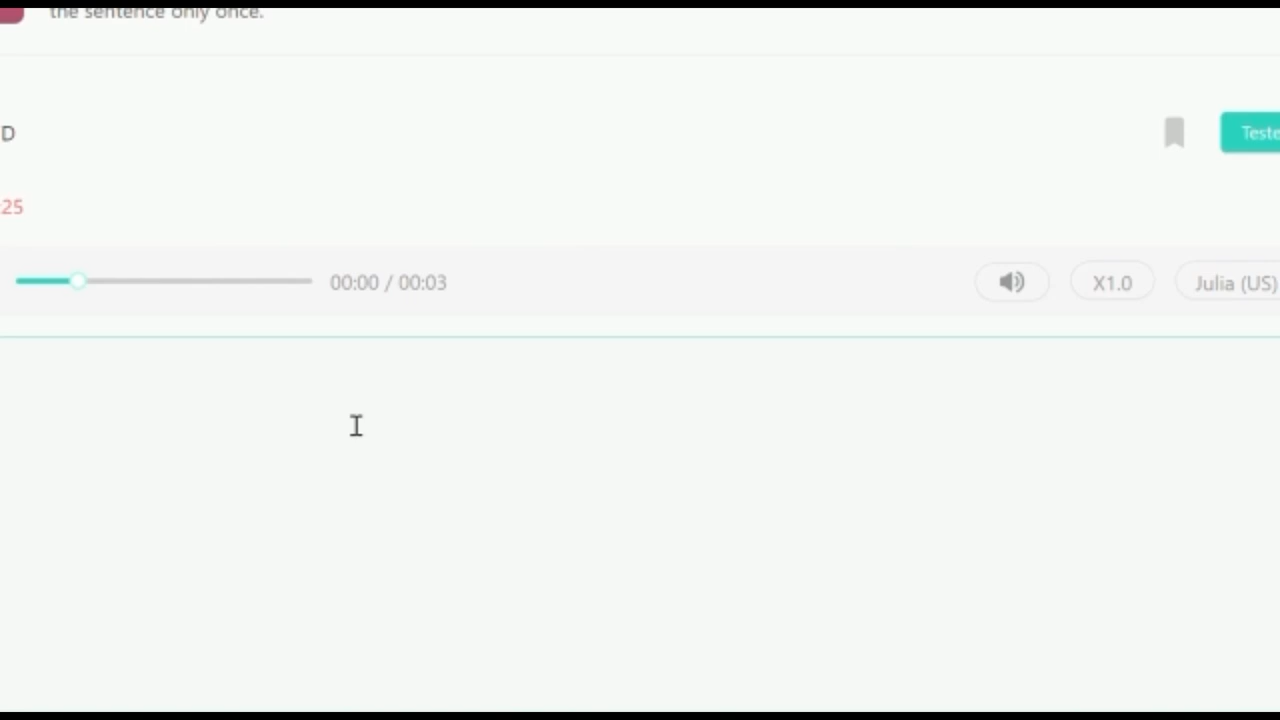 the sentence only once.
D
25
Teste
00:00 / 00:03
X1.0
Julia (US)